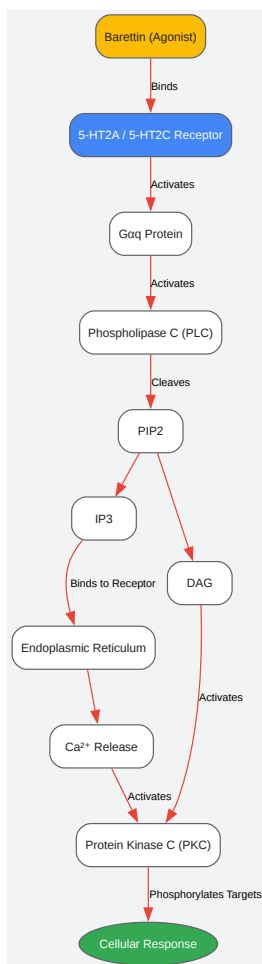 Barettin (Agonist)
Binds
5-HT2A / 5-HT2C Receptor
Activates
Gαq Protein
Activates
Phospholipase C (PLC)
Cleaves
PIP2
IP3
DAG
Binds to Receptor
Endoplasmic Reticulum
Activates
Ca²⁺ Release
Activates
Protein Kinase C (PKC)
Phosphorylates Targets
Cellular Response